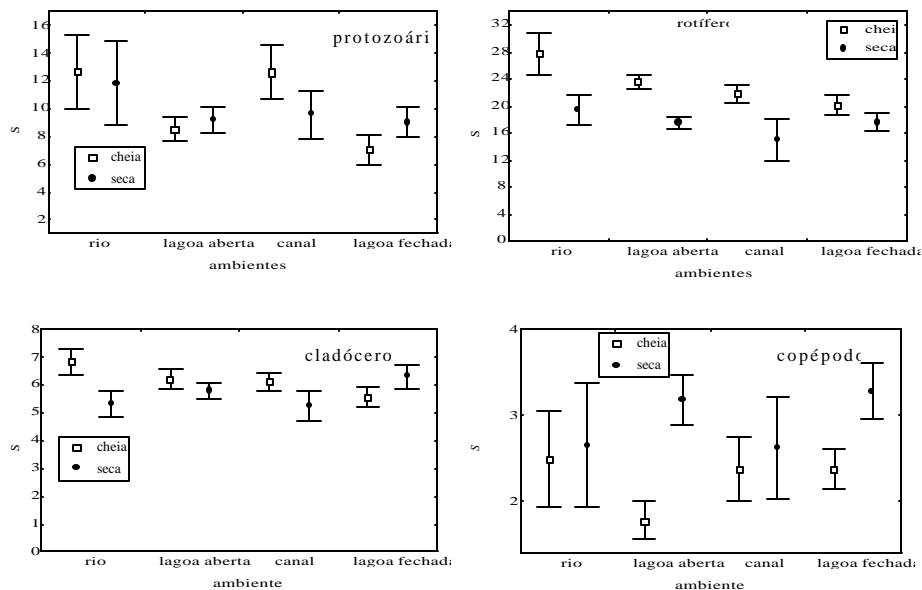 protozoári
s
16
14
12
10
8
6
4
2
cheia
seca
rio lagoa aberta canal lagoa fechada
ambientes
rotífero
s
32
28
24
20
16
12
8
4
0
chei
seca
rio lagoa aberta canal lagoa fechada
ambientes
cladócero
s
8
7
6
5
4
3
2
1
0
cheia
seca
rio lagoa aberta canal lagoa fechada
ambiente
copépodo
s
4
3
2
cheia
seca
rio lagoa aberta canal lagoa fechada
ambiente